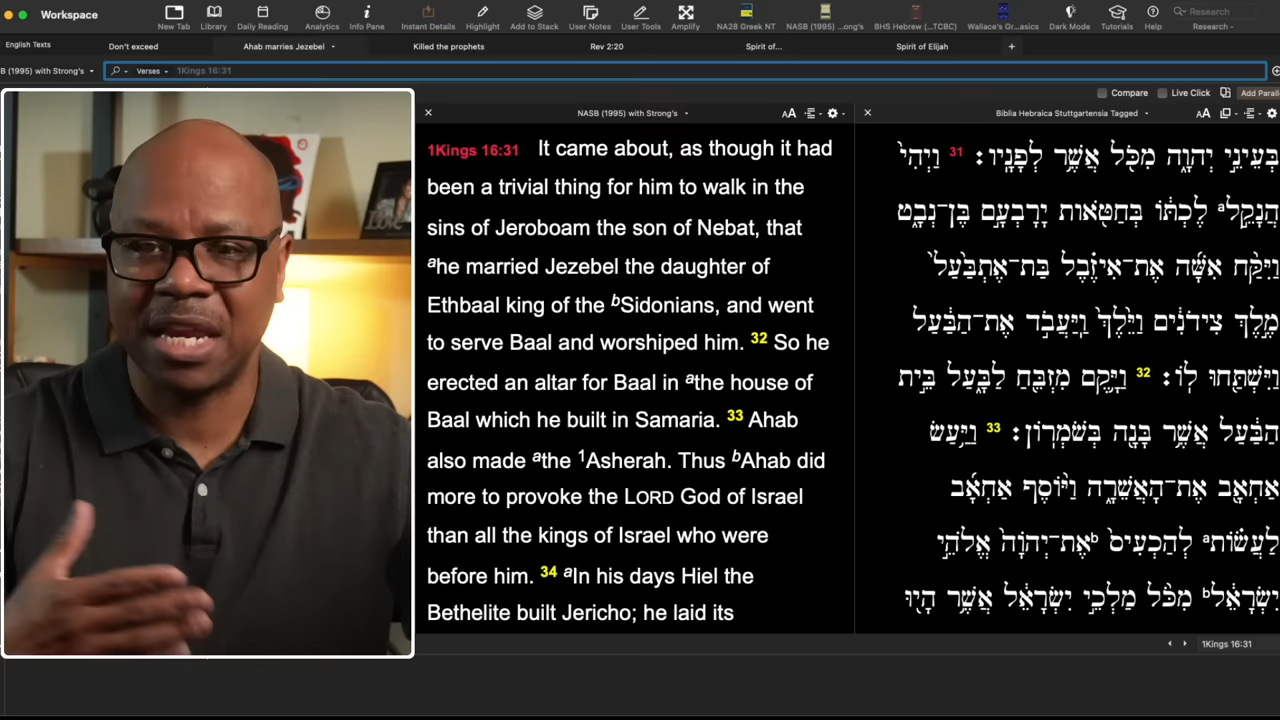 Workspace
New Tab
Library
Daily Reading
Analytics
Info Pane
Instant Details
Highlight
Add to Stack
User Notes
User Tools
Amplify
NA28 Greek NT
NASB (1995) ...ong's
BHS Hebrew (...TCBC)
Wallace's Gr...asics
Dark Mode
Tutorials
Help
Research
Research
English Texts
Don't exceed
Ahab marries Jezebel
Killed the prophets
Rev 2:20
Spirit of...
Spirit of Elijah
B (1995) with Strong's
Verses
1Kings 16:31
Compare
Live Click
Add Parall
NASB (1995) with Strong's
AA
1Kings 16:31 It came about, as though it had
been a trivial thing for him to walk in the
sins of Jeroboam the son of Nebat, that
ahe married Jezebel the daughter of
Ethbaal king of the bSidonians, and went
to serve Baal and worshiped him. 32 So he
erected an altar for Baal in athe house of
Baal which he built in Samaria. 33 Ahab
also made athe 1Asherah. Thus bAhab did
more to provoke the LORD God of Israel
than all the kings of Israel who were
before him. 34 aIn his days Hiel the
Bethelite built Jericho; he laid its
Biblia Hebraica Stuttgartensia Tagged
AA
בְּעֵינֵ֣י יְהוָ֑ה מִכֹּ֖ל אֲשֶׁ֥ר לְפָנָֽיו׃ 31 וַיְהִי֙
הֲנָקֵ֣לa לֶכְתּ֔וֹ בְּחַטֹּ֖אות יָרָבְעָ֣ם בֶּן־נְבָ֑ט
וַיִּקַּ֨ח אִשָּׁ֜ה אֶת־אִיזֶ֗בֶל בַּת־אֶתְבַּ֙עַל֙
מֶ֣לֶךְ צִידֹנִ֔ים וַיֵּ֙לֶךְ֙ וַֽיַּעֲבֹ֣ד אֶת־הַבַּ֔עַל
וַיִּשְׁתַּ֖חוּ לֽוֹ׃ 32 וַיָּ֥קֶם מִזְבֵּ֖חַ לַבָּ֑עַל בֵּ֣ית
הַבַּ֔עַל אֲשֶׁ֥ר בָּנָ֖ה בְּשֹׁמְרֽוֹן׃ 33 וַיַּ֥עַשׂ
אַחְאָ֖ב אֶת־הָאֲשֵׁרָ֑ה וַיּ֨וֹסֶף אַחְאָ֜ב
לַעֲשׂ֗וֹתa לְהַכְעִיס֙b אֶת־יְהוָה֙ אֱלֹהֵ֣י
יִשְׂרָאֵ֔לb מִכֹּ֨ל מַלְכֵ֣י יִשְׂרָאֵ֔ל אֲשֶׁ֥ר הָי֖וּ
1Kings 16:31